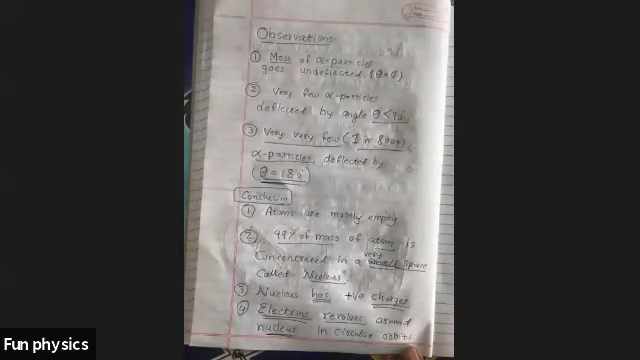 Observations
① Mass of α-particles
goes undeflected. (θ=0)
② Very few α-particles
deflected by angle θ<90°
③ Very very few (1 in 8000)
α-particles, deflected by
(θ = 180°)
Conclusion
① Atoms are mostly empty
② 99% of mass of atom is
concentrated in a very small space
called Nucleus"
③ Nucleus has +ve charges
④ Electrons revolves around
nucleus in circular orbits
Fun physics